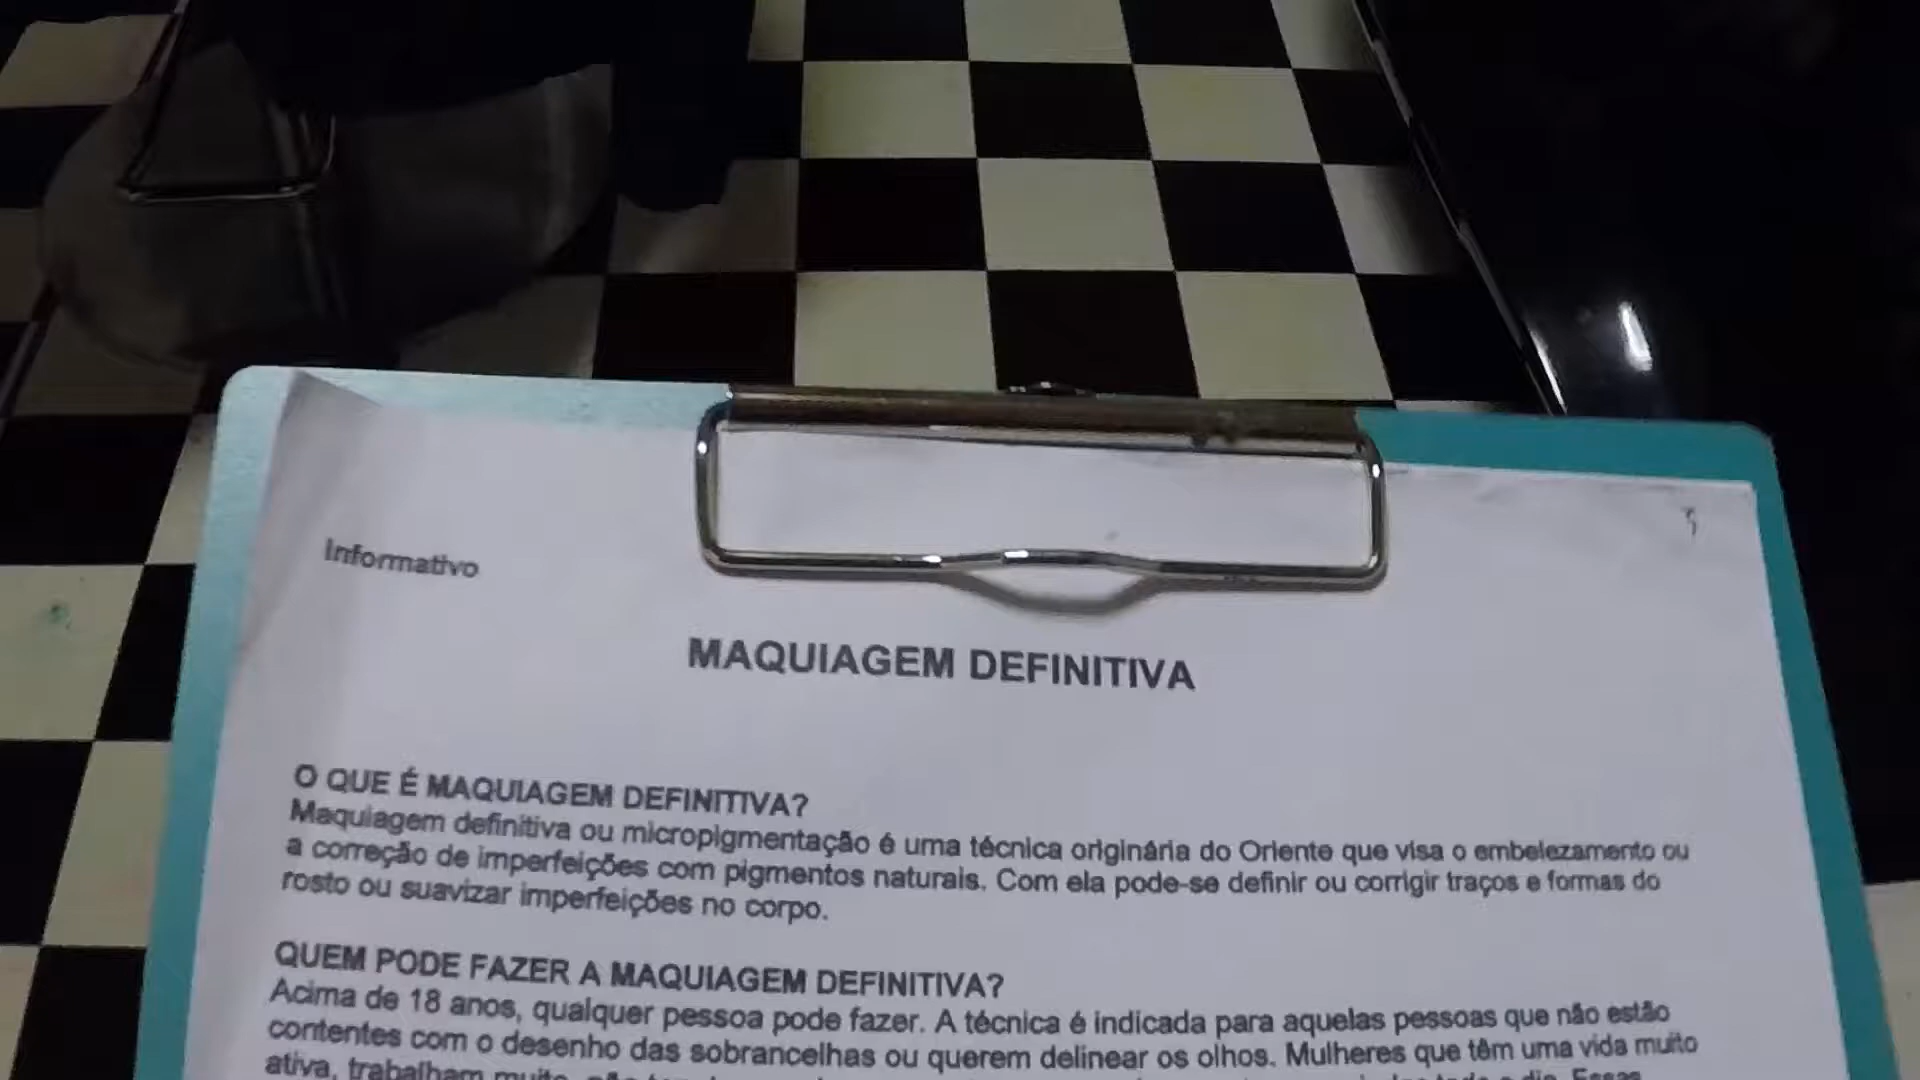 Informativo
MAQUIAGEM DEFINITIVA
O QUE É MAQUIAGEM DEFINITIVA?
Maquiagem definitiva ou micropigmentação é uma técnica originária do Oriente que visa o embelezamento ou
a correção de imperfeições com pigmentos naturais. Com ela pode-se definir ou corrigir traços e formas do
rosto ou suavizar imperfeições no corpo.
QUEM PODE FAZER A MAQUIAGEM DEFINITIVA?
Acima de 18 anos, qualquer pessoa pode fazer. A técnica é indicada para aquelas pessoas que não estão
contentes com o desenho das sobrancelhas ou querem delinear os olhos. Mulheres que têm uma vida muito
ativa, trabalham muito, não